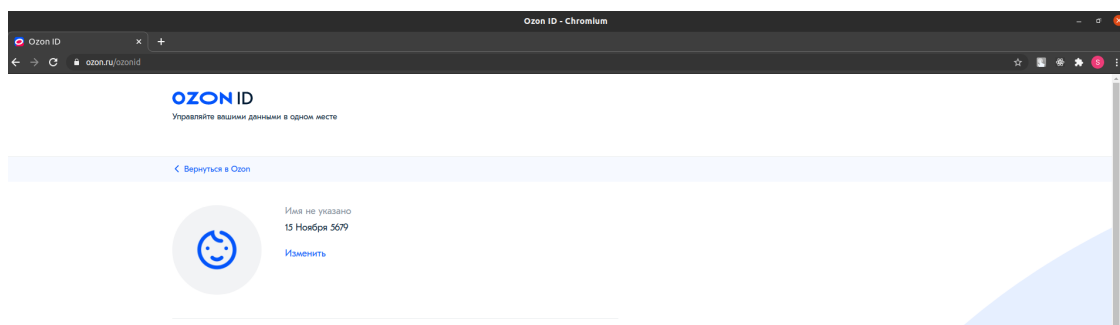 Ozon ID - Chromium
Ozon ID
ozon.ru/ozonid
S
OZON ID
Управляйте вашими данными в одном месте
Вернуться в Ozon
Имя не указано
15 Ноября 5679
Изменить